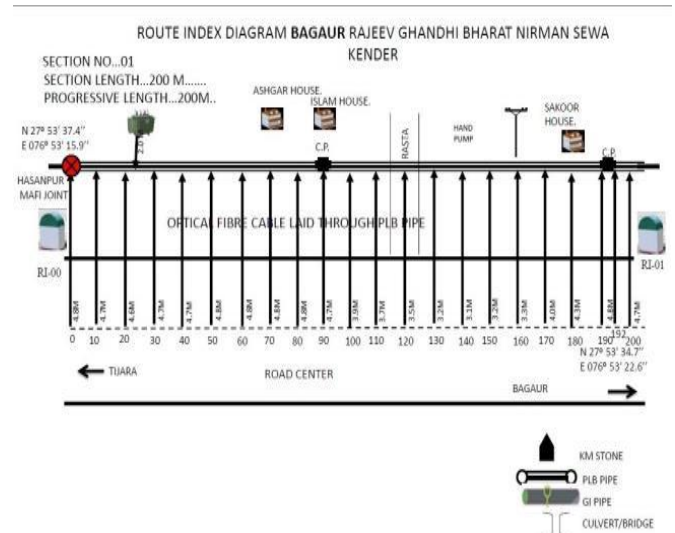 ROUTE INDEX DIAGRAM BAGAUR RAJEEV GHANDHI BHARAT NIRMAN SEWA
KENDER
SECTION NO...01
SECTION LENGTH...200 M.......
PROGRESSIVE LENGTH...200M..
ASHGAR HOUSE.
ISLAM HOUSE.
SAKOOR
HOUSE.
N 27º 53' 37.4"
E 076º 53' 15.9"
C.P.
RASTA
HAND
PUMP
C.P.
HASANPUR
MAFI JOINT
OPTICAL FIBRE CABLE LAID THROUGH PLB PIPE
RI-00
RI-01
4.8M 4.7M 4.6M 4.7M 4.7M 4.8M 4.8M 4.8M 4.8M 4.7M 3.9M 3.7M 3.5M 3.2M 3.1M 3.2M 3.3M 4.0M 4.3M 4.8M 4.7M
0 10 20 30 40 50 60 70 80 90 100 110 120 130 140 150 160 170 180 190 192 200
N 27º 53' 34.7"
E 076º 53' 22.6"
TIJARA
ROAD CENTER
BAGAUR
KM STONE
PLB PIPE
GI PIPE
CULVERT/BRIDGE